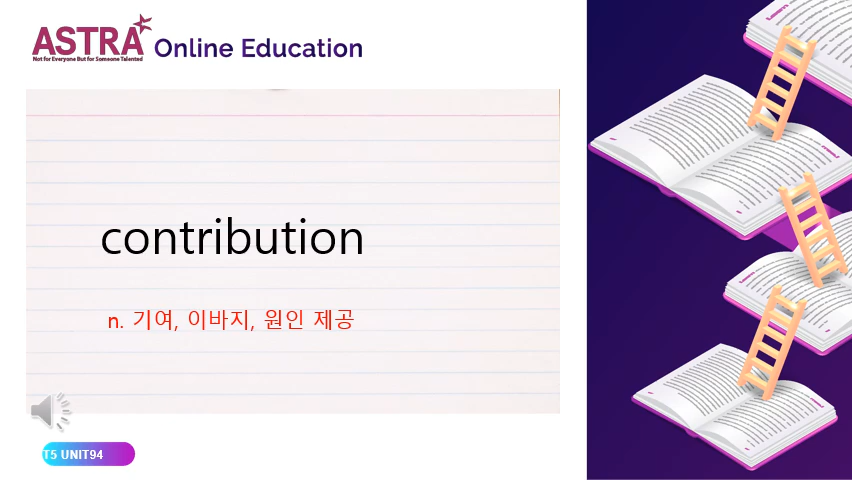 ASTRA
Not for Everyone But for Someone Talented
Online Education
contribution
n. 기여, 이바지, 원인 제공
T5 UNIT94